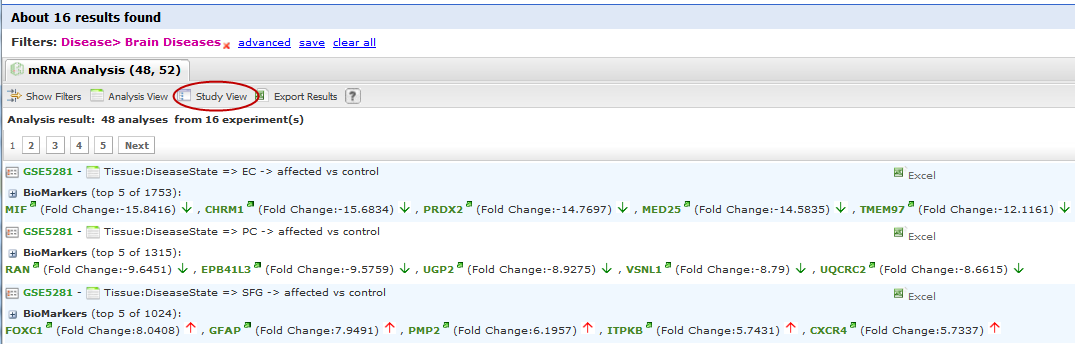 About 16 results found
Filters: Disease> Brain Diseases advanced save clear all
mRNA Analysis (48, 52)
Show Filters Analysis View Study View Export Results ?
Analysis result: 48 analyses from 16 experiment(s)
1 2 3 4 5 Next
GSE5281 - Tissue:DiseaseState => EC -> affected vs control Excel
BioMarkers (top 5 of 1753):
MIF (Fold Change:-15.8416) ↓ , CHRM1 (Fold Change:-15.6834) ↓ , PRDX2 (Fold Change:-14.7697) ↓ , MED25 (Fold Change:-14.5835) ↓ , TMEM97 (Fold Change:-12.1161) ↓
GSE5281 - Tissue:DiseaseState => PC -> affected vs control Excel
BioMarkers (top 5 of 1315):
RAN (Fold Change:-9.6451) ↓ , EPB41L3 (Fold Change:-9.5759) ↓ , UGP2 (Fold Change:-8.9275) ↓ , VSNL1 (Fold Change:-8.79) ↓ , UQCRC2 (Fold Change:-8.6615) ↓
GSE5281 - Tissue:DiseaseState => SFG -> affected vs control Excel
BioMarkers (top 5 of 1024):
FOXC1 (Fold Change:8.0408) ↑ , GFAP (Fold Change:7.9491) ↑ , PMP2 (Fold Change:6.1957) ↑ , ITPKB (Fold Change:5.7431) ↑ , CXCR4 (Fold Change:5.7337) ↑